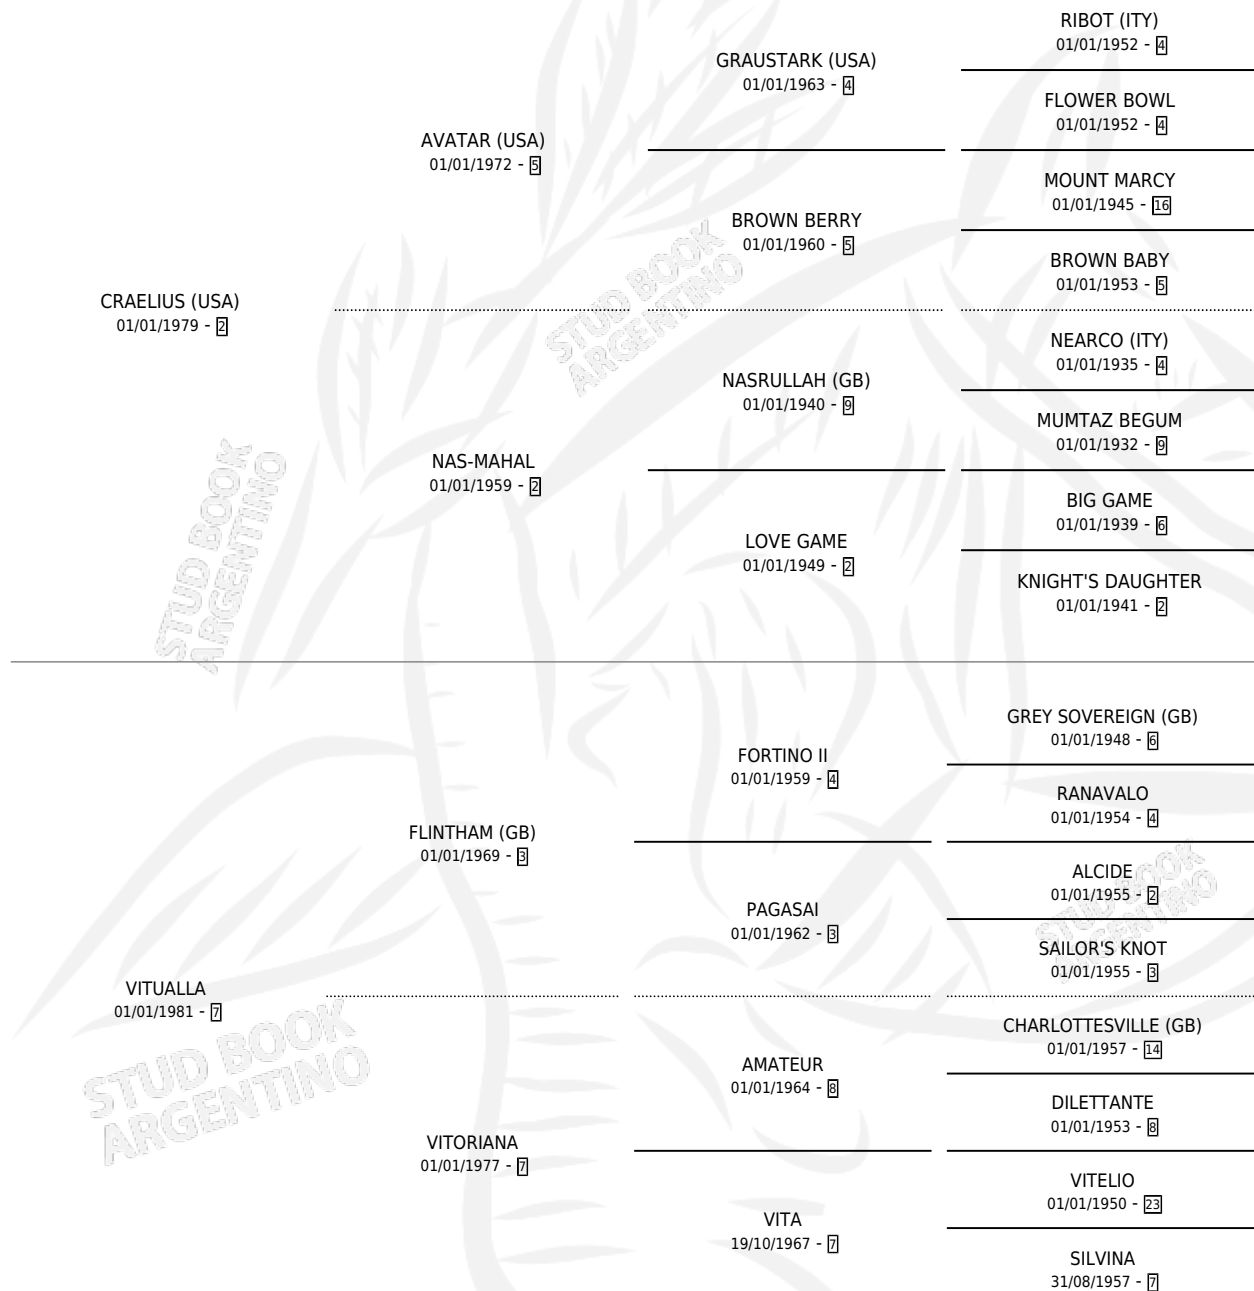 RIBOT (ITY)
01/01/1952 - 4
GRAUSTARK (USA)
01/01/1963 - 4
FLOWER BOWL
01/01/1952 - 4
AVATAR (USA)
01/01/1972 - 5
MOUNT MARCY
01/01/1945 - 16
BROWN BERRY
01/01/1960 - 5
BROWN BABY
01/01/1953 - 5
CRAELIUS (USA)
01/01/1979 - 2
NEARCO (ITY)
01/01/1935 - 4
NASRULLAH (GB)
01/01/1940 - 9
MUMTAZ BEGUM
01/01/1932 - 9
NAS-MAHAL
01/01/1959 - 2
BIG GAME
01/01/1939 - 6
LOVE GAME
01/01/1949 - 2
KNIGHT'S DAUGHTER
01/01/1941 - 2
GREY SOVEREIGN (GB)
01/01/1948 - 6
FORTINO II
01/01/1959 - 4
RANAVALO
01/01/1954 - 4
FLINTHAM (GB)
01/01/1969 - 3
ALCIDE
01/01/1955 - 2
PAGASAI
01/01/1962 - 3
SAILOR'S KNOT
01/01/1955 - 3
VITUALLA
01/01/1981 - 7
CHARLOTTESVILLE (GB)
01/01/1957 - 14
AMATEUR
01/01/1964 - 8
DILETTANTE
01/01/1953 - 8
VITORIANA
01/01/1977 - 7
VITELIO
01/01/1950 - 23
VITA
19/10/1967 - 7
SILVINA
31/08/1957 - 7
STUD BOOK
ARGENTINO
STUD BOOK
ARGENTINO
STUD BOOK
ARGENTINO
STUD BOOK
ARGENTINO